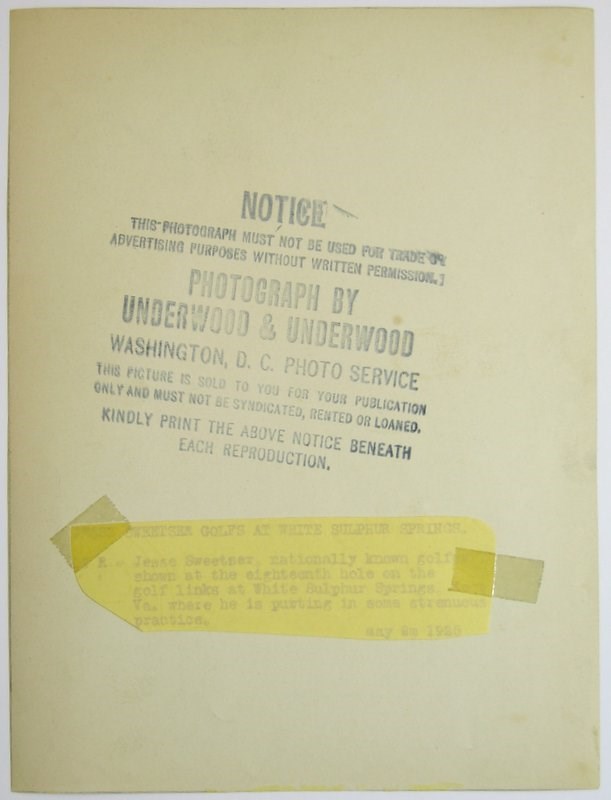 NOTICE
THIS PHOTOGRAPH MUST NOT BE USED FOR TRADE OR
ADVERTISING PURPOSES WITHOUT WRITTEN PERMISSION.
PHOTOGRAPH BY
UNDERWOOD & UNDERWOOD
WASHINGTON, D. C. PHOTO SERVICE
THIS PICTURE IS SOLD TO YOU FOR YOUR PUBLICATION
ONLY AND MUST NOT BE SYNDICATED, RENTED OR LOANED.
KINDLY PRINT THE ABOVE NOTICE BENEATH
EACH REPRODUCTION.
GOLFS AT WHITE SULPHUR SPRINGS.
Jesse Sweetser, nationally known
shown at the eighteenth hole on the
golf links at White Sulphur Springs,
Va. where he is putting in some strenuous
practice.
May